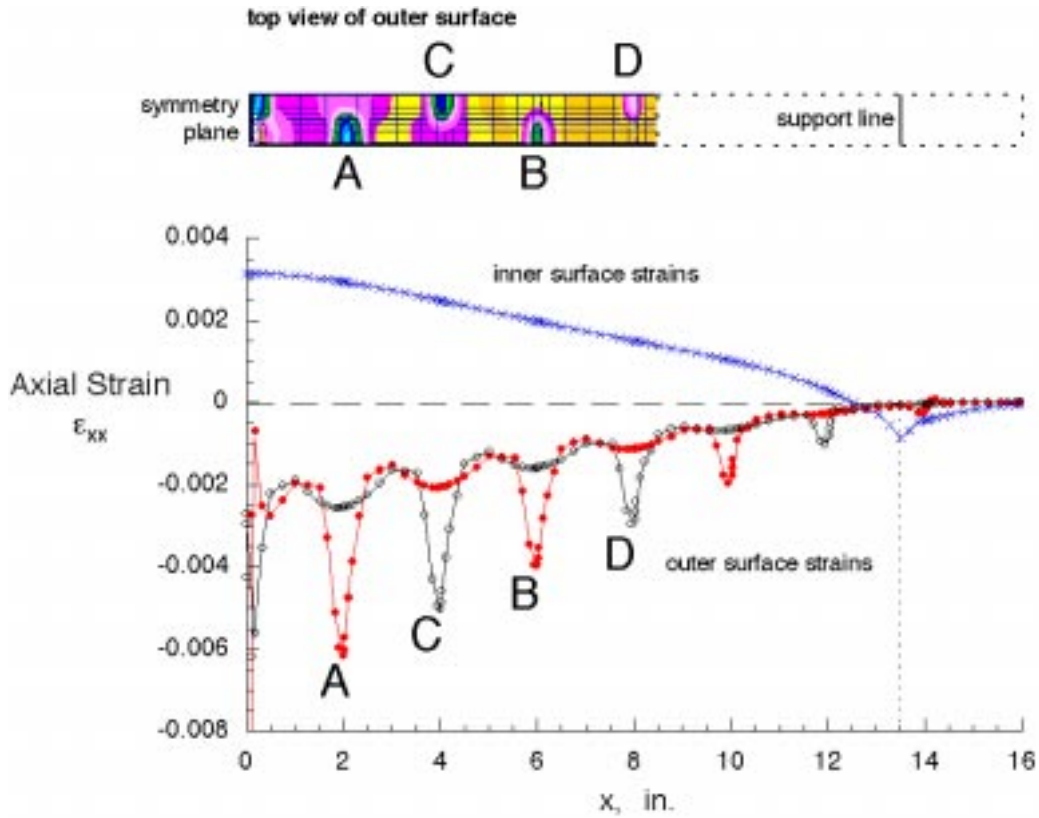 top view of outer surface
C D
symmetry
plane
support line
A B
0.004
inner surface strains
0.002
Axial Strain
0
εxx
-0.002
D
-0.004
outer surface strains
B
C
-0.006
A
-0.008
0 2 4 6 8 10 12 14 16
x, in.